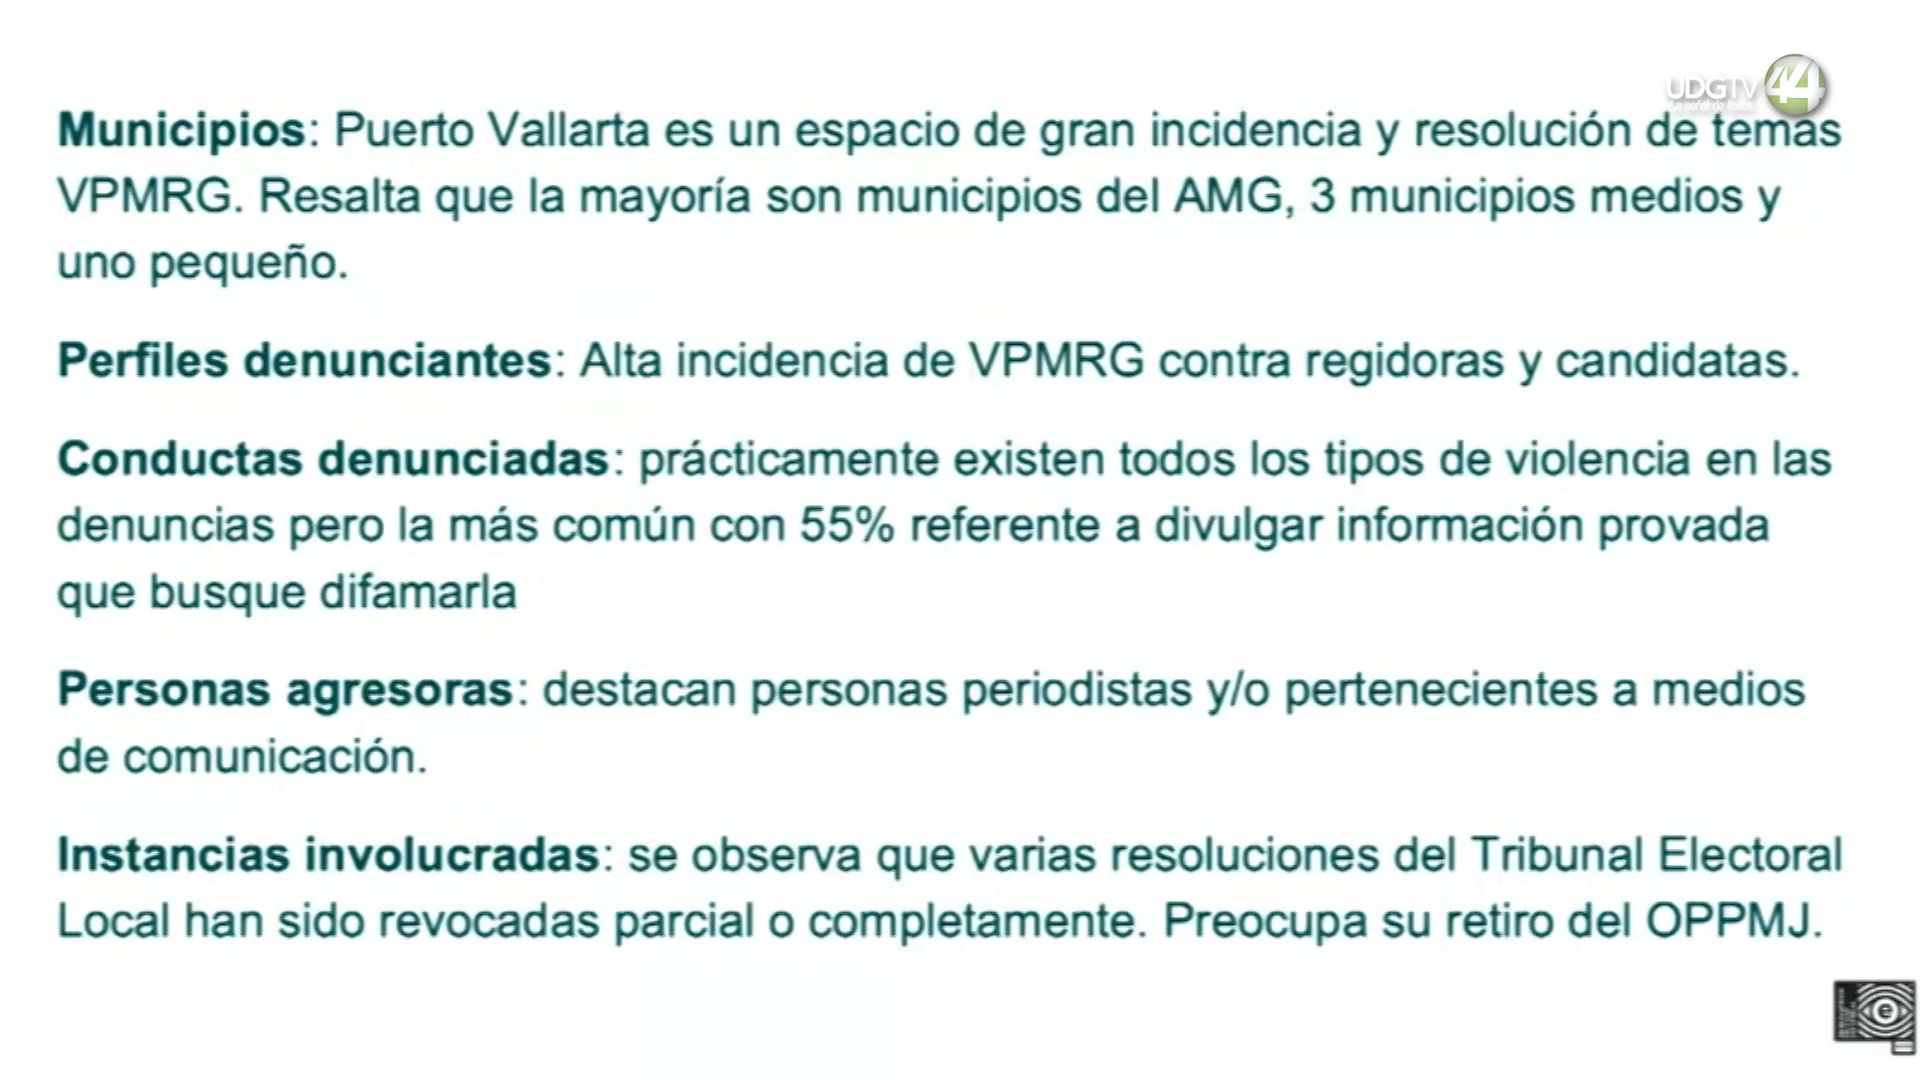 UDGTV 44
La señal de todos
Municipios: Puerto Vallarta es un espacio de gran incidencia y resolución de temas
VPMRG. Resalta que la mayoría son municipios del AMG, 3 municipios medios y
uno pequeño.
Perfiles denunciantes: Alta incidencia de VPMRG contra regidoras y candidatas.
Conductas denunciadas: prácticamente existen todos los tipos de violencia en las
denuncias pero la más común con 55% referente a divulgar información provada
que busque difamarla
Personas agresoras: destacan personas periodistas y/o pertenecientes a medios
de comunicación.
Instancias involucradas: se observa que varias resoluciones del Tribunal Electoral
Local han sido revocadas parcial o completamente. Preocupa su retiro del OPPMJ.
e